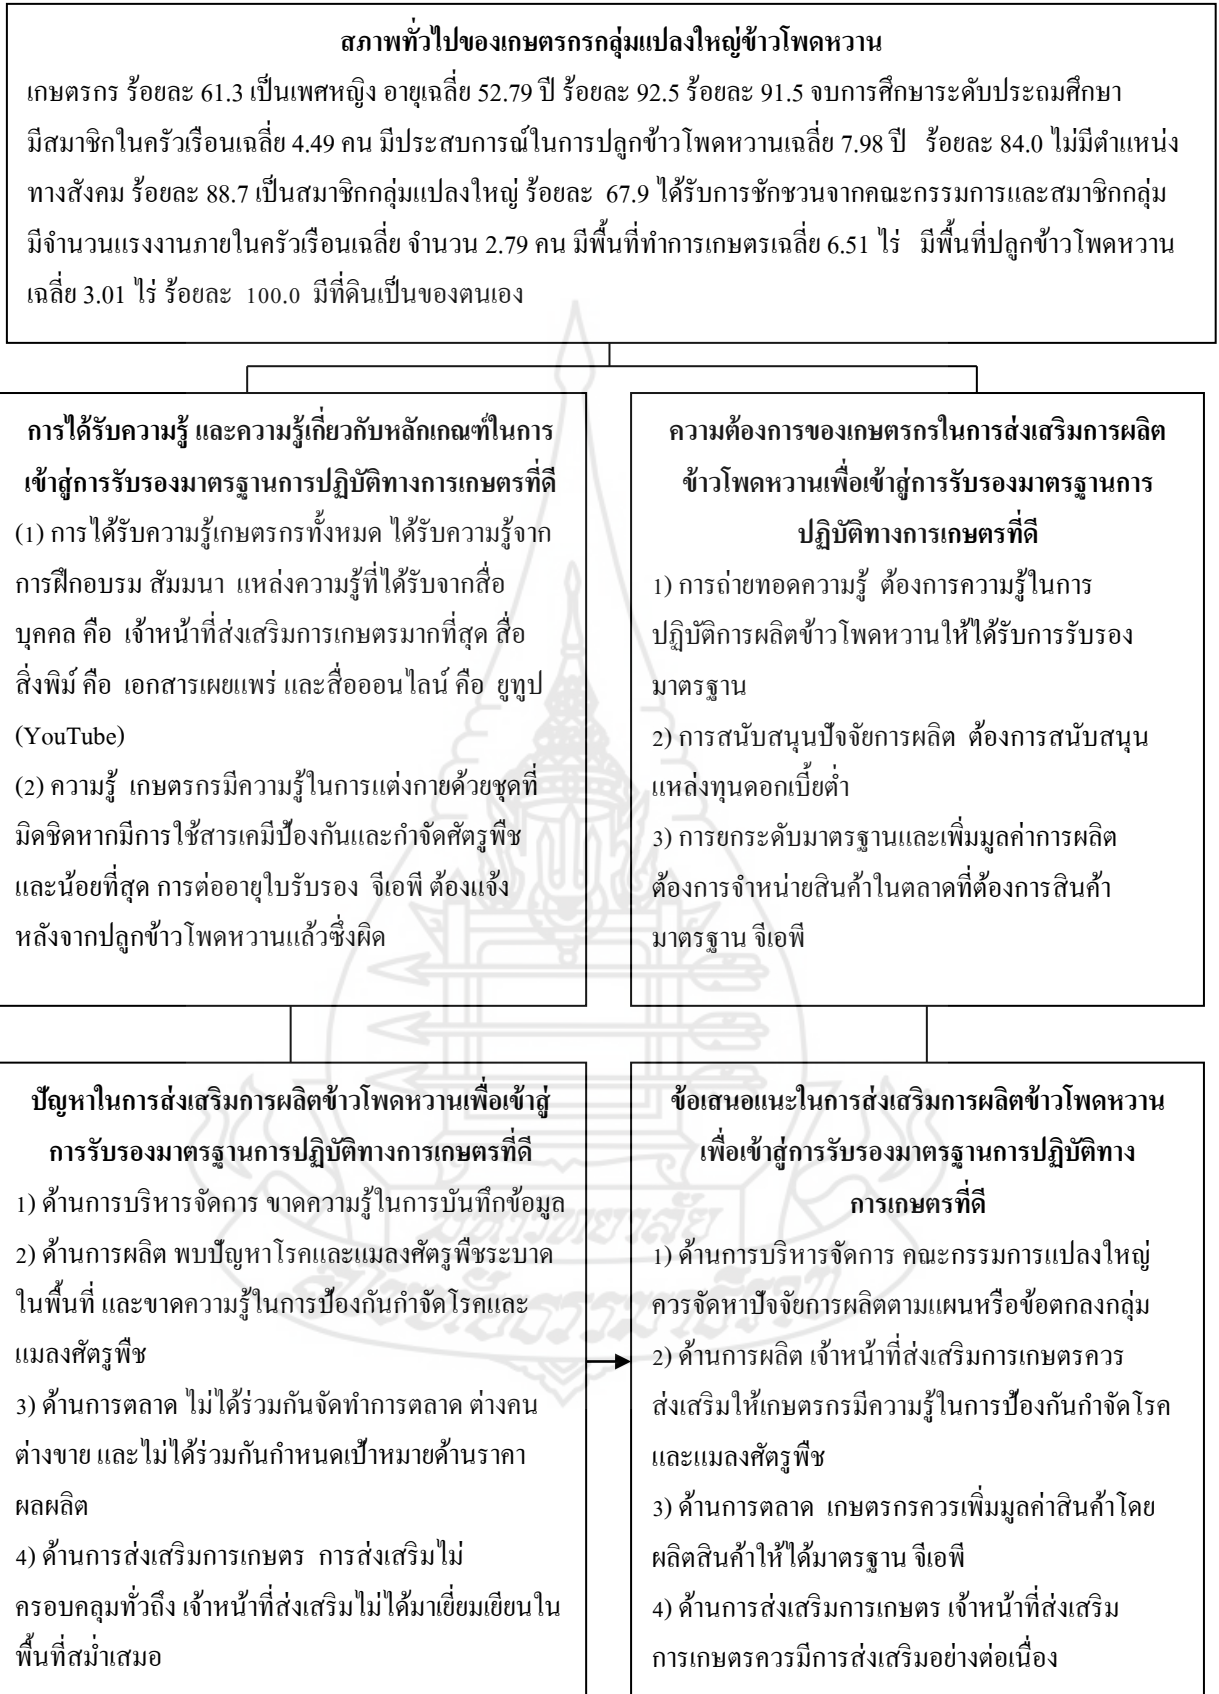 สภาพทั่วไปของเกษตรกรกลุ่มแปลงใหญ่ข้าวโพดหวาน
เกษตรกร ร้อยละ 61.3 เป็นเพศหญิง อายุเฉลี่ย 52.79 ปี ร้อยละ 92.5 ร้อยละ 91.5 จบการศึกษาระดับประถมศึกษา
มีสมาชิกในครัวเรือนเฉลี่ย 4.49 คน มีประสบการณ์ในการปลูกข้าวโพดหวานเฉลี่ย 7.98 ปี ร้อยละ 84.0 ไม่มีตำแหน่ง
ทางสังคม ร้อยละ 88.7 เป็นสมาชิกกลุ่มแปลงใหญ่ ร้อยละ 67.9 ได้รับการชักชวนจากคณะกรรมการและสมาชิกกลุ่ม
มีจำนวนแรงงานภายในครัวเรือนเฉลี่ย จำนวน 2.79 คน มีพื้นที่ทำการเกษตรเฉลี่ย 6.51 ไร่ มีพื้นที่ปลูกข้าวโพดหวาน
เฉลี่ย 3.01 ไร่ ร้อยละ 100.0 มีที่ดินเป็นของตนเอง
การได้รับความรู้ และความรู้เกี่ยวกับหลักเกณฑ์ในการ
เข้าสู่การรับรองมาตรฐานการปฏิบัติทางการเกษตรที่ดี
(1) การได้รับความรู้เกษตรกรทั้งหมด ได้รับความรู้จาก
การฝึกอบรม สัมมนา แหล่งความรู้ที่ได้รับจากสื่อ
บุคคล คือ เจ้าหน้าที่ส่งเสริมการเกษตรมากที่สุด สื่อ
สิ่งพิม์ คือ เอกสารเผยแพร่ และสื่อออนไลน์ คือ ยูทูป
(YouTube)
(2) ความรู้ เกษตรกรมีความรู้ในการแต่งกายด้วยชุดที่
มิดชิดหากมีการใช้สารเคมีป้องกันและกำจัดศัตรูพืช
และน้อยที่สุด การต่ออายุใบรับรอง จีเอพี ต้องแจ้ง
หลังจากปลูกข้าวโพดหวานแล้วซึ่งผิด
ความต้องการของเกษตรกรในการส่งเสริมการผลิต
ข้าวโพดหวานเพื่อเข้าสู่การรับรองมาตรฐานการ
ปฏิบัติทางการเกษตรที่ดี
1) การถ่ายทอดความรู้ ต้องการความรู้ในการ
ปฏิบัติการผลิตข้าวโพดหวานให้ได้รับการรับรอง
มาตรฐาน
2) การสนับสนุนปัจจัยการผลิต ต้องการสนับสนุน
แหล่งทุนดอกเบี้ยต่ำ
3) การยกระดับมาตรฐานและเพิ่มมูลค่าการผลิต
ต้องการจำหน่ายสินค้าในตลาดที่ต้องการสินค้า
มาตรฐาน จีเอพี
ปัญหาในการส่งเสริมการผลิตข้าวโพดหวานเพื่อเข้าสู่
การรับรองมาตรฐานการปฏิบัติทางการเกษตรที่ดี
1) ด้านการบริหารจัดการ ขาดความรู้ในการบันทึกข้อมูล
2) ด้านการผลิต พบปัญหาโรคและแมลงศัตรูพืชระบาด
ในพื้นที่ และขาดความรู้ในการป้องกันกำจัดโรคและ
แมลงศัตรูพืช
3) ด้านการตลาด ไม่ได้ร่วมกันจัดทำการตลาด ต่างคน
ต่างขาย และไม่ได้ร่วมกันกำหนดเป้าหมายด้านราคา
ผลผลิต
4) ด้านการส่งเสริมการเกษตร การส่งเสริมไม่
ครอบคลุมทั่วถึง เจ้าหน้าที่ส่งเสริมไม่ได้มาเยี่ยมเยียนใน
พื้นที่สม่ำเสมอ
ข้อเสนอแนะในการส่งเสริมการผลิตข้าวโพดหวาน
เพื่อเข้าสู่การรับรองมาตรฐานการปฏิบัติทาง
การเกษตรที่ดี
1) ด้านการบริหารจัดการ คณะกรรมการแปลงใหญ่
ควรจัดหาปัจจัยการผลิตตามแผนหรือข้อตกลงกลุ่ม
2) ด้านการผลิต เจ้าหน้าที่ส่งเสริมการเกษตรควร
ส่งเสริมให้เกษตรกรมีความรู้ในการป้องกันกำจัดโรค
และแมลงศัตรูพืช
3) ด้านการตลาด เกษตรกรควรเพิ่มมูลค่าสินค้าโดย
ผลิตสินค้าให้ได้มาตรฐาน จีเอพี
4) ด้านการส่งเสริมการเกษตร เจ้าหน้าที่ส่งเสริม
การเกษตรควรมีการส่งเสริมอย่างต่อเนื่อง
มหาวิทยาลัย
สุโขทัยธรรมาธิราช